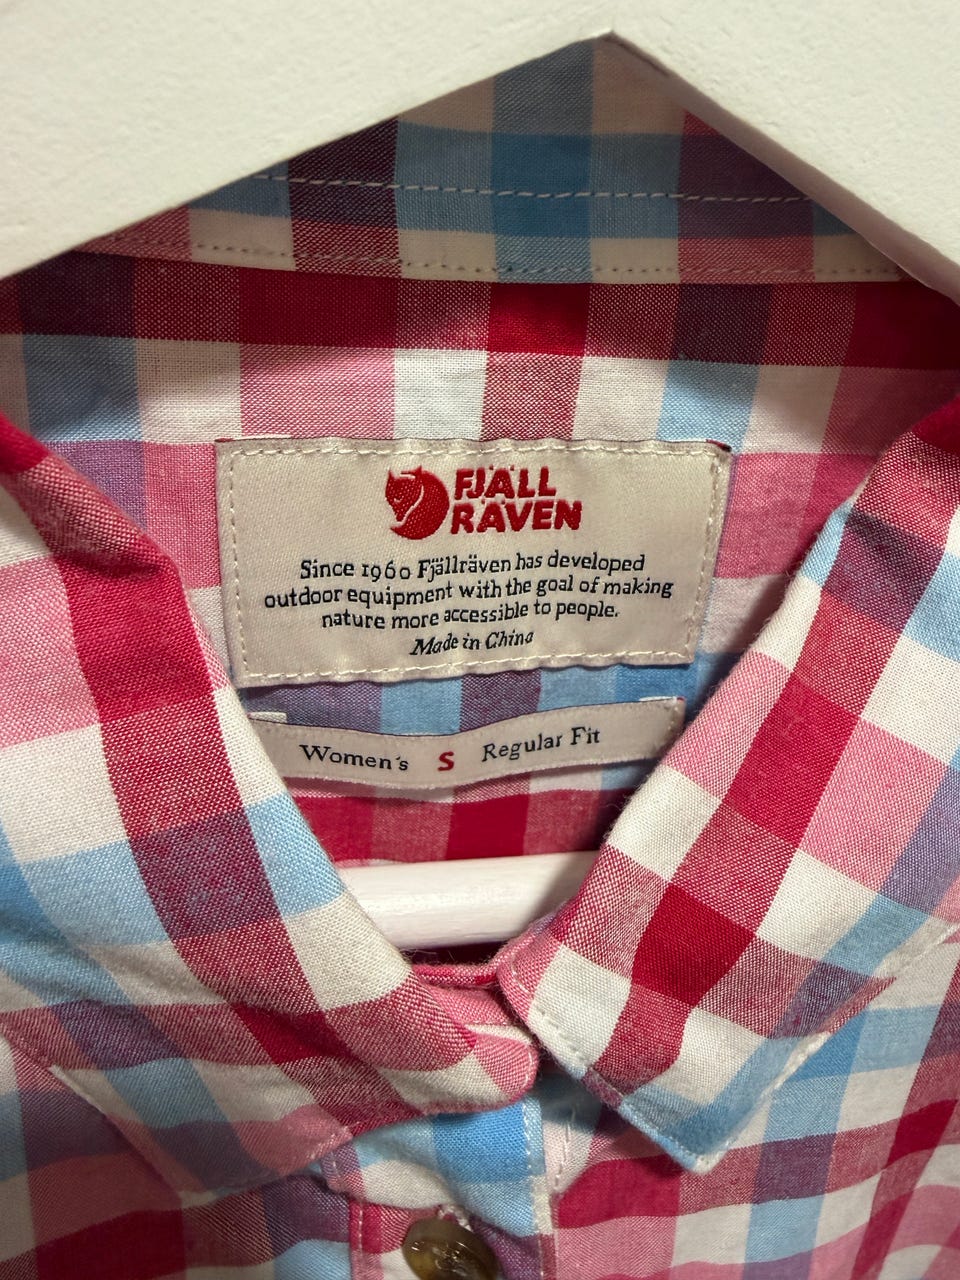 FJÄLL
RÄVEN
Since 1960 Fjällräven has developed
outdoor equipment with the goal of making
nature more accessible to people.
Made in China
Women's S Regular Fit